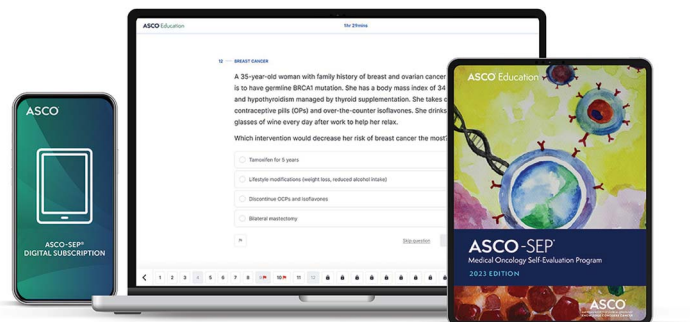 ASCO
ASCO-SEP®
DIGITAL SUBSCRIPTION
ASCO Education
1hr 29mins
12 — BREAST CANCER
A 35-year-old woman with family history of breast and ovarian cancer
is to have germline BRCA1 mutation. She has a body mass index of 34
and hypothyroidism managed by thyroid supplementation. She takes
contraceptive pills (OPs) and over-the-counter isoflavones. She drinks
glasses of wine every day after work to help her relax.
Which intervention would decrease her risk of breast cancer the most?
Tamoxifen for 5 years
Lifestyle modifications (weight loss, reduced alcohol intake)
Discontinue OCPs and isoflavones
Bilateral mastectomy
Skip question
1 2 3 4 5 6 7 8 9 10 11 12
ASCO Education
ASCO-SEP®
Medical Oncology Self-Evaluation Program
2023 EDITION
ASCO